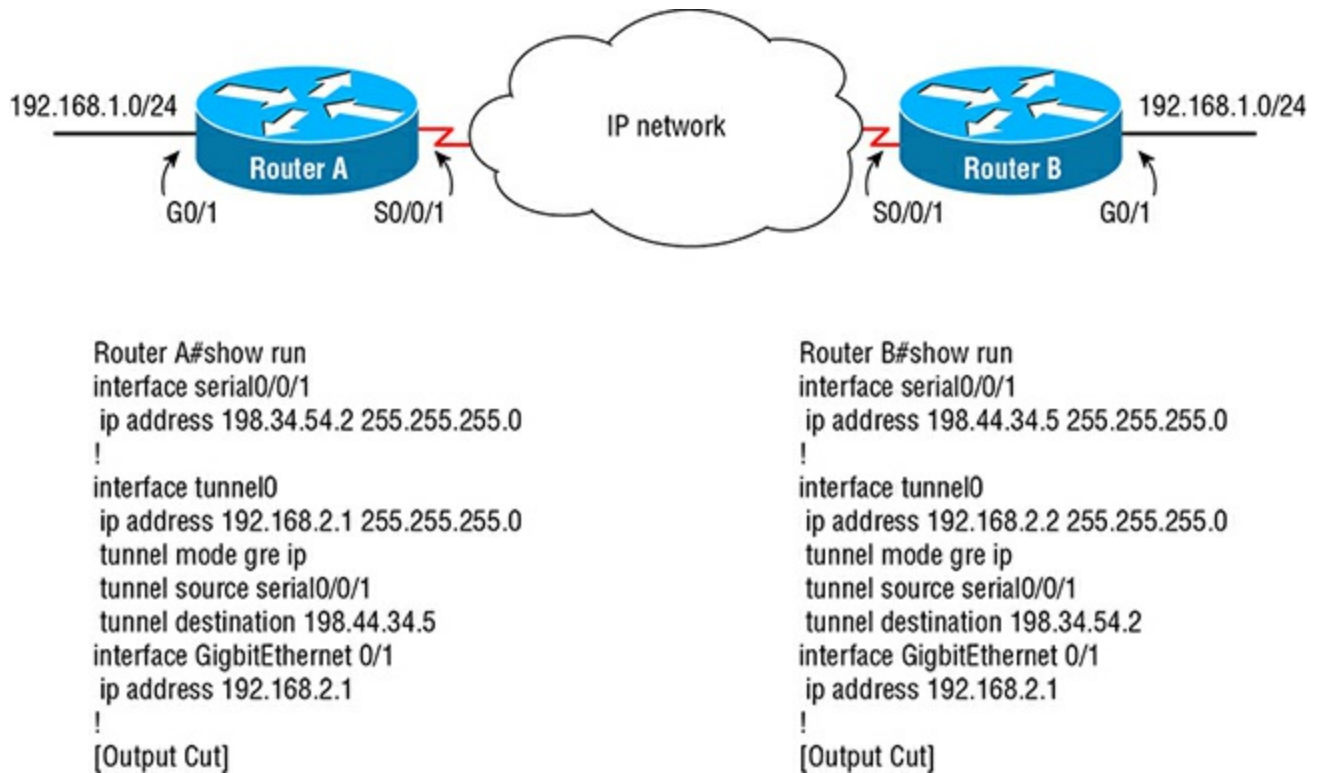 192.168.1.0/24
IP network
192.168.1.0/24
Router A
Router B
G0/1
S0/0/1
S0/0/1
G0/1
Router A#show run
interface serial0/0/1
ip address 198.34.54.2 255.255.255.0
!
interface tunnel0
ip address 192.168.2.1 255.255.255.0
tunnel mode gre ip
tunnel source serial0/0/1
tunnel destination 198.44.34.5
interface GigbitEthernet 0/1
ip address 192.168.2.1
!
[Output Cut]
Router B#show run
interface serial0/0/1
ip address 198.44.34.5 255.255.255.0
!
interface tunnel0
ip address 192.168.2.2 255.255.255.0
tunnel mode gre ip
tunnel source serial0/0/1
tunnel destination 198.34.54.2
interface GigbitEthernet 0/1
ip address 192.168.2.1
!
[Output Cut]